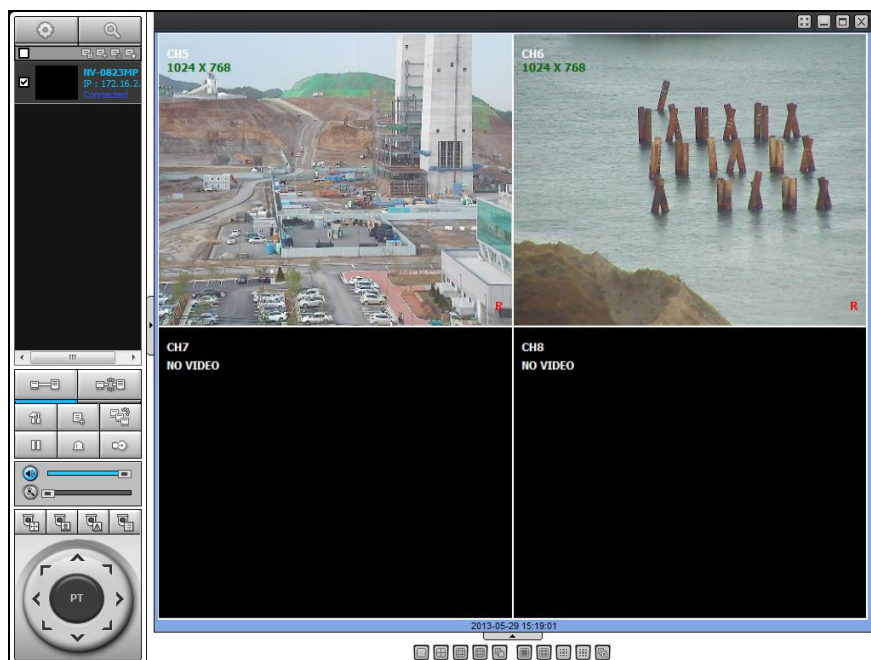 NV-0823MP
IP : 172.16.2.
Connected
CH5
1024 X 768
R
CH6
1024 X 768
R
CH7
NO VIDEO
CH8
NO VIDEO
PT
2013-05-29 15:19:01